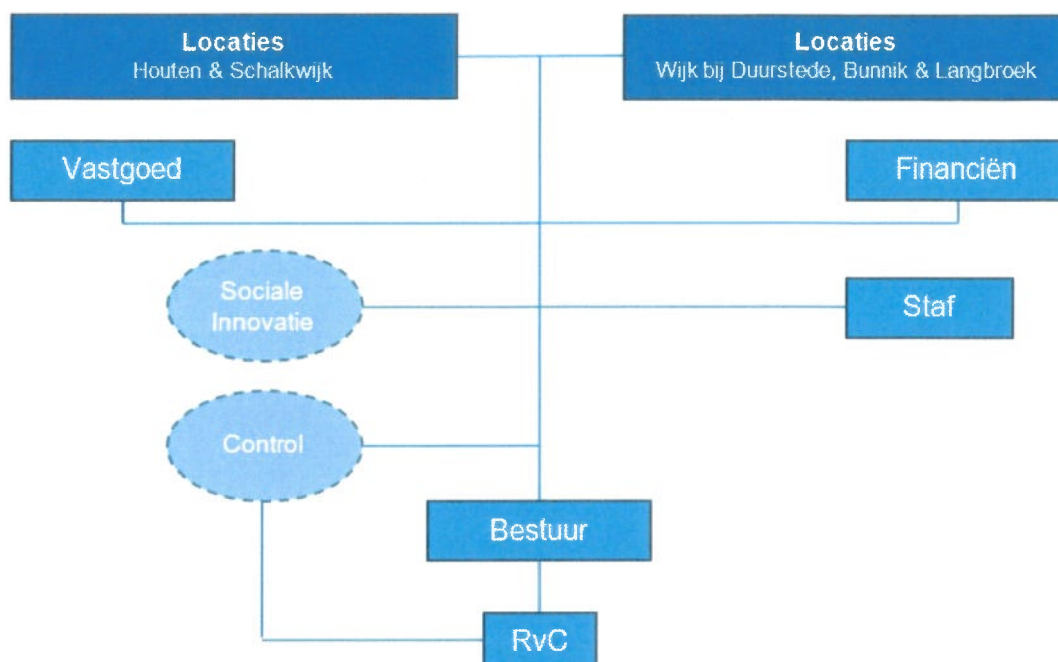 Locaties
Houten & Schalkwijk
Locaties
Wijk bij Duurstede, Bunnik & Langbroek
Vastgoed
Financiën
Sociale
Innovatie
Staf
Control
Bestuur
RvC